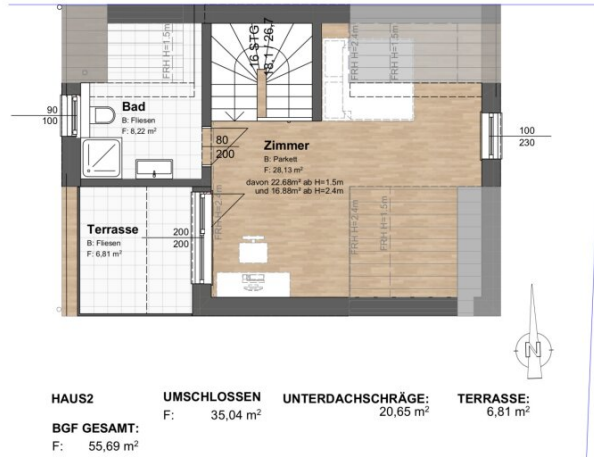 16 STG
18,1 / 26,7
FRH H=1.5m
FRH H=2.4m
FRH H=1.5m
90
100
Bad
B: Fliesen
F: 8,22 m²
80
200
Zimmer
B: Parkett
F: 28,13 m²
davon 22.68m² ab H=1.5m
und 16.88m² ab H=2.4m
100
230
Terrasse
B: Fliesen
F: 6,81 m²
200
200
FRH H=2.4m
FRH H=2.4m
FRH H=1.5m
N
HAUS2
UMSCHLOSSEN
F: 35,04 m²
UNTERDACHSCHRÄGE:
20,65 m²
TERRASSE:
6,81 m²
BGF GESAMT:
F: 55,69 m²